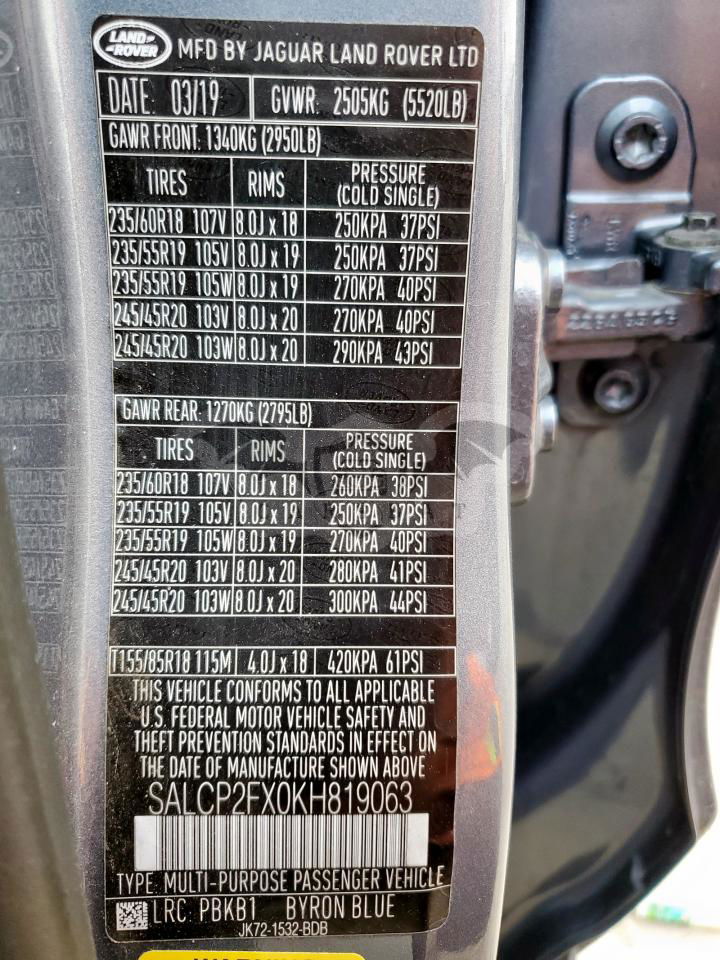 LAND ROVER MFD BY JAGUAR LAND ROVER LTD
DATE: 03/19 GVWR: 2505KG (5520LB)
GAWR FRONT: 1340KG (2950LB)
TIRES RIMS PRESSURE (COLD SINGLE)
235/60R18 107V 8.0J x 18 250KPA 37PSI
235/55R19 105V 8.0J x 19 250KPA 37PSI
235/55R19 105W 8.0J x 19 270KPA 40PSI
245/45R20 103V 8.0J x 20 270KPA 40PSI
245/45R20 103W 8.0J x 20 290KPA 43PSI
GAWR REAR: 1270KG (2795LB)
TIRES RIMS PRESSURE (COLD SINGLE)
235/60R18 107V 8.0J x 18 260KPA 38PSI
235/55R19 105V 8.0J x 19 250KPA 37PSI
235/55R19 105W 8.0J x 19 270KPA 40PSI
245/45R20 103V 8.0J x 20 280KPA 41PSI
245/45R20 103W 8.0J x 20 300KPA 44PSI
T155/85R18 115M 4.0J x 18 420KPA 61PSI
THIS VEHICLE CONFORMS TO ALL APPLICABLE
U.S. FEDERAL MOTOR VEHICLE SAFETY AND
THEFT PREVENTION STANDARDS IN EFFECT ON
THE DATE OF MANUFACTURE SHOWN ABOVE
SALCP2FX0KH819063
TYPE: MULTI-PURPOSE PASSENGER VEHICLE
LRC: PBKB1 BYRON BLUE
JK72-1532-BDB